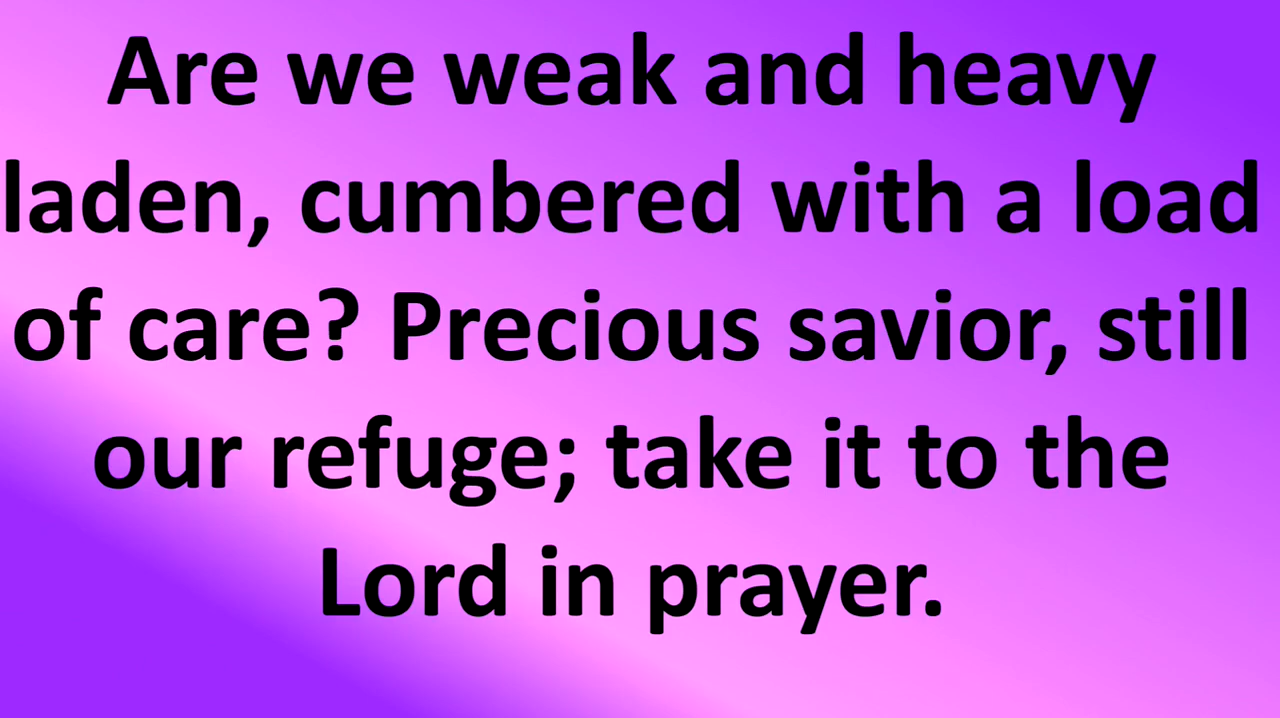 Are we weak and heavy
laden, cumbered with a load
of care? Precious savior, still
our refuge; take it to the
Lord in prayer.